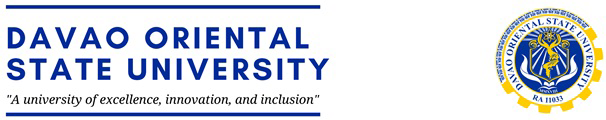 DAVAO ORIENTAL
STATE UNIVERSITY
"A university of excellence, innovation, and inclusion"
DAVAO ORIENTAL STATE UNIVERSITY
RA 11033